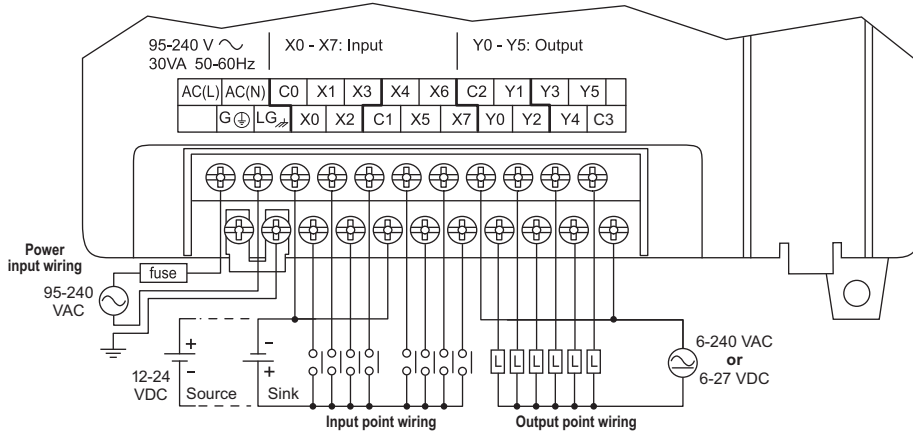 95-240 V
30VA 50-60Hz
X0 - X7: Input
Y0 - Y5: Output
AC(L) AC(N) C0 X1 X3 X4 X6 C2 Y1 Y3 Y5
G LG X0 X2 C1 X5 X7 Y0 Y2 Y4 C3
Power
input wiring
fuse
95-240
VAC
+
-
12-24
VDC
Source
-
+
Sink
L L L L L L
6-240 VAC
or
6-27 VDC
Input point wiring
Output point wiring